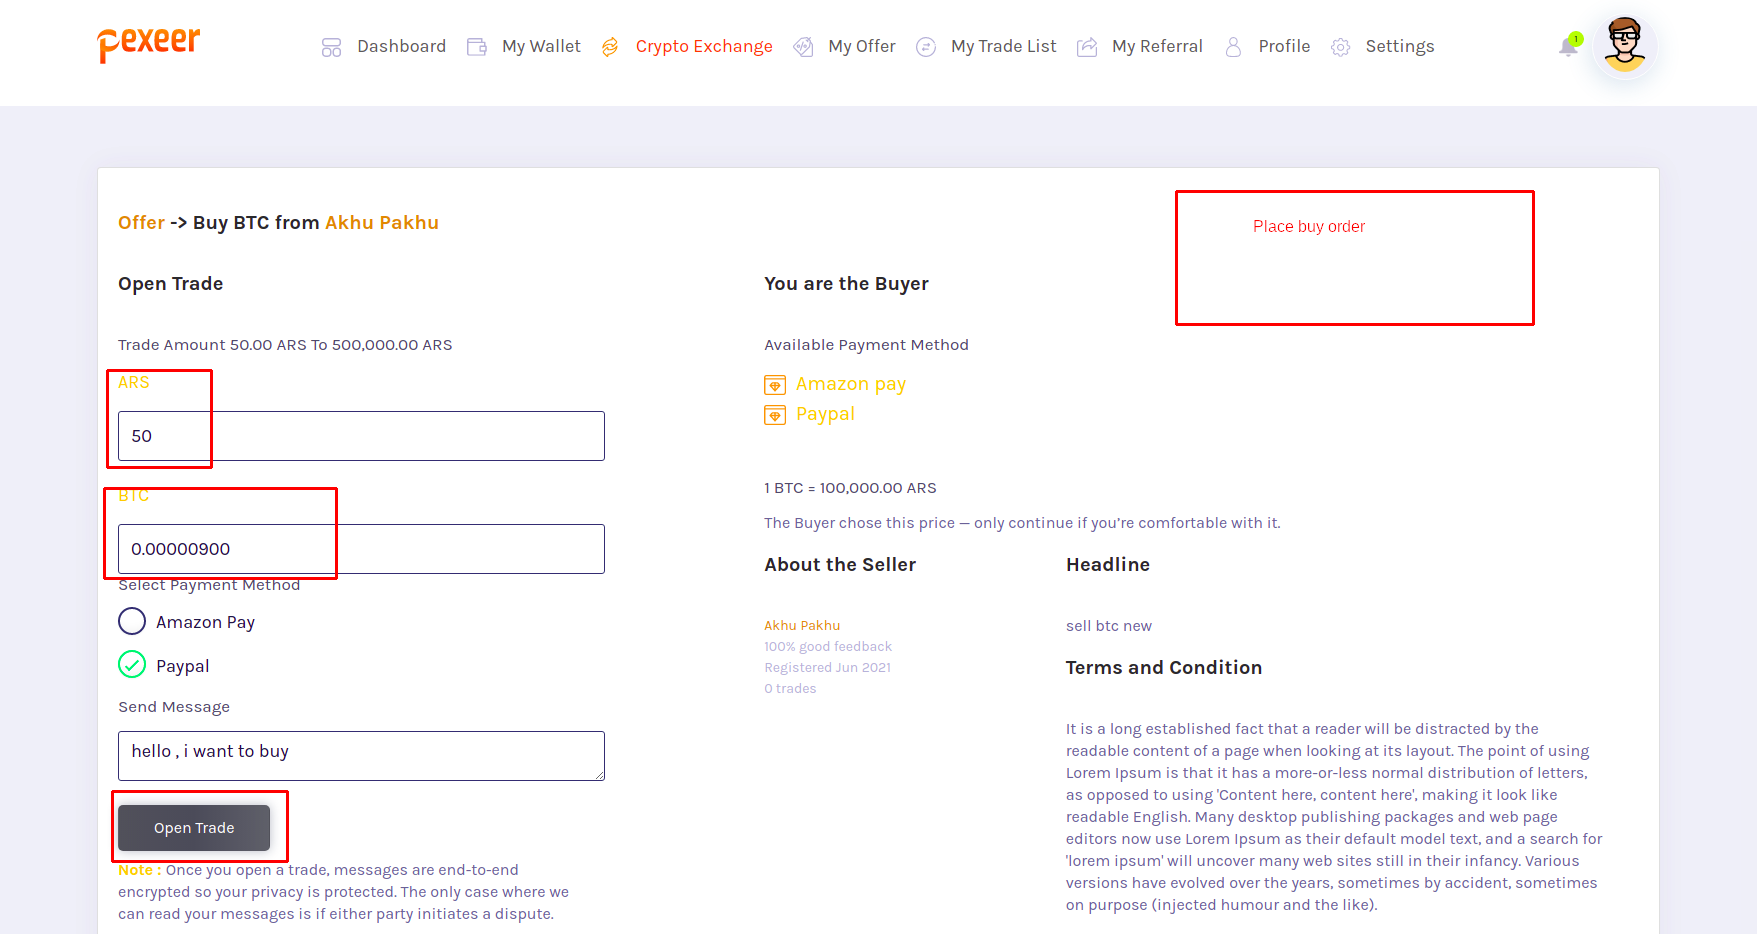 Pexeer
Dashboard
My Wallet
Crypto Exchange
My Offer
My Trade List
My Referral
Profile
Settings
1
Offer -> Buy BTC from Akhu Pakhu
Place buy order
Open Trade
Trade Amount 50.00 ARS To 500,000.00 ARS
ARS
50
BTC
0.00000900
Select Payment Method
Amazon Pay
Paypal
Send Message
hello , i want to buy
Open Trade
Note : Once you open a trade, messages are end-to-end
encrypted so your privacy is protected. The only case where we
can read your messages is if either party initiates a dispute.
You are the Buyer
Available Payment Method
Amazon pay
Paypal
1 BTC = 100,000.00 ARS
The Buyer chose this price — only continue if you’re comfortable with it.
About the Seller
Akhu Pakhu
100% good feedback
Registered Jun 2021
0 trades
Headline
sell btc new
Terms and Condition
It is a long established fact that a reader will be distracted by the
readable content of a page when looking at its layout. The point of using
Lorem Ipsum is that it has a more-or-less normal distribution of letters,
as opposed to using 'Content here, content here', making it look like
readable English. Many desktop publishing packages and web page
editors now use Lorem Ipsum as their default model text, and a search for
'lorem ipsum' will uncover many web sites still in their infancy. Various
versions have evolved over the years, sometimes by accident, sometimes
on purpose (injected humour and the like).